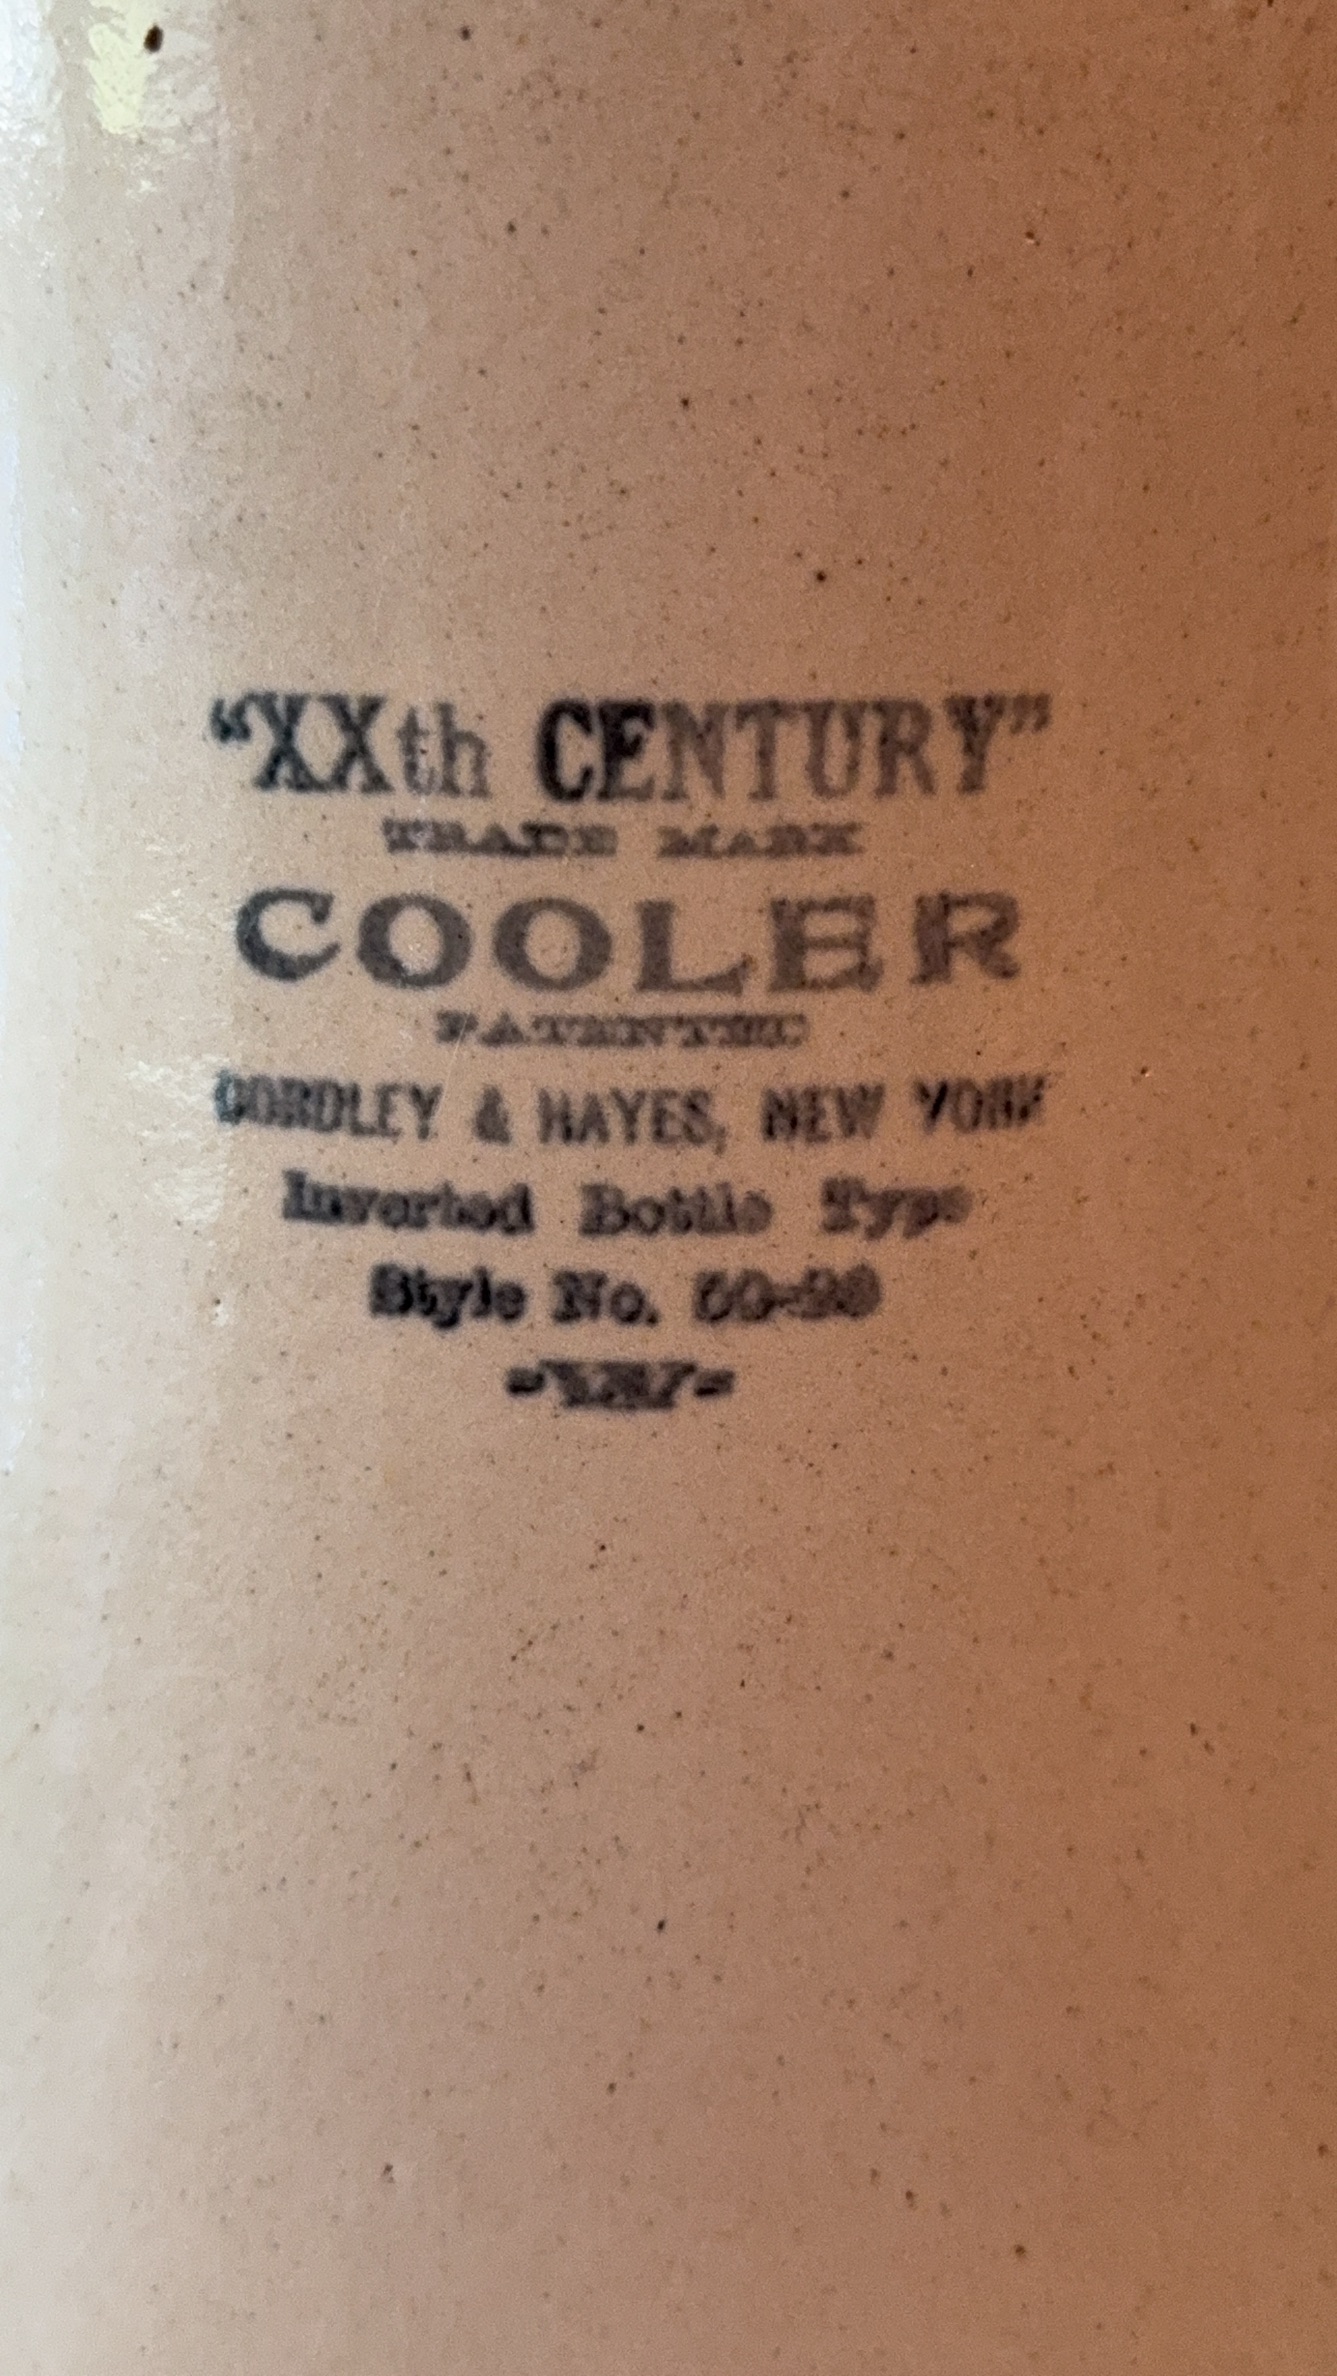 “XXth CENTURY”
TRADE MARK
COOLER
PATENTED
CORDLEY & HAYES, NEW YORK
Inverted Bottle Type
Style No.